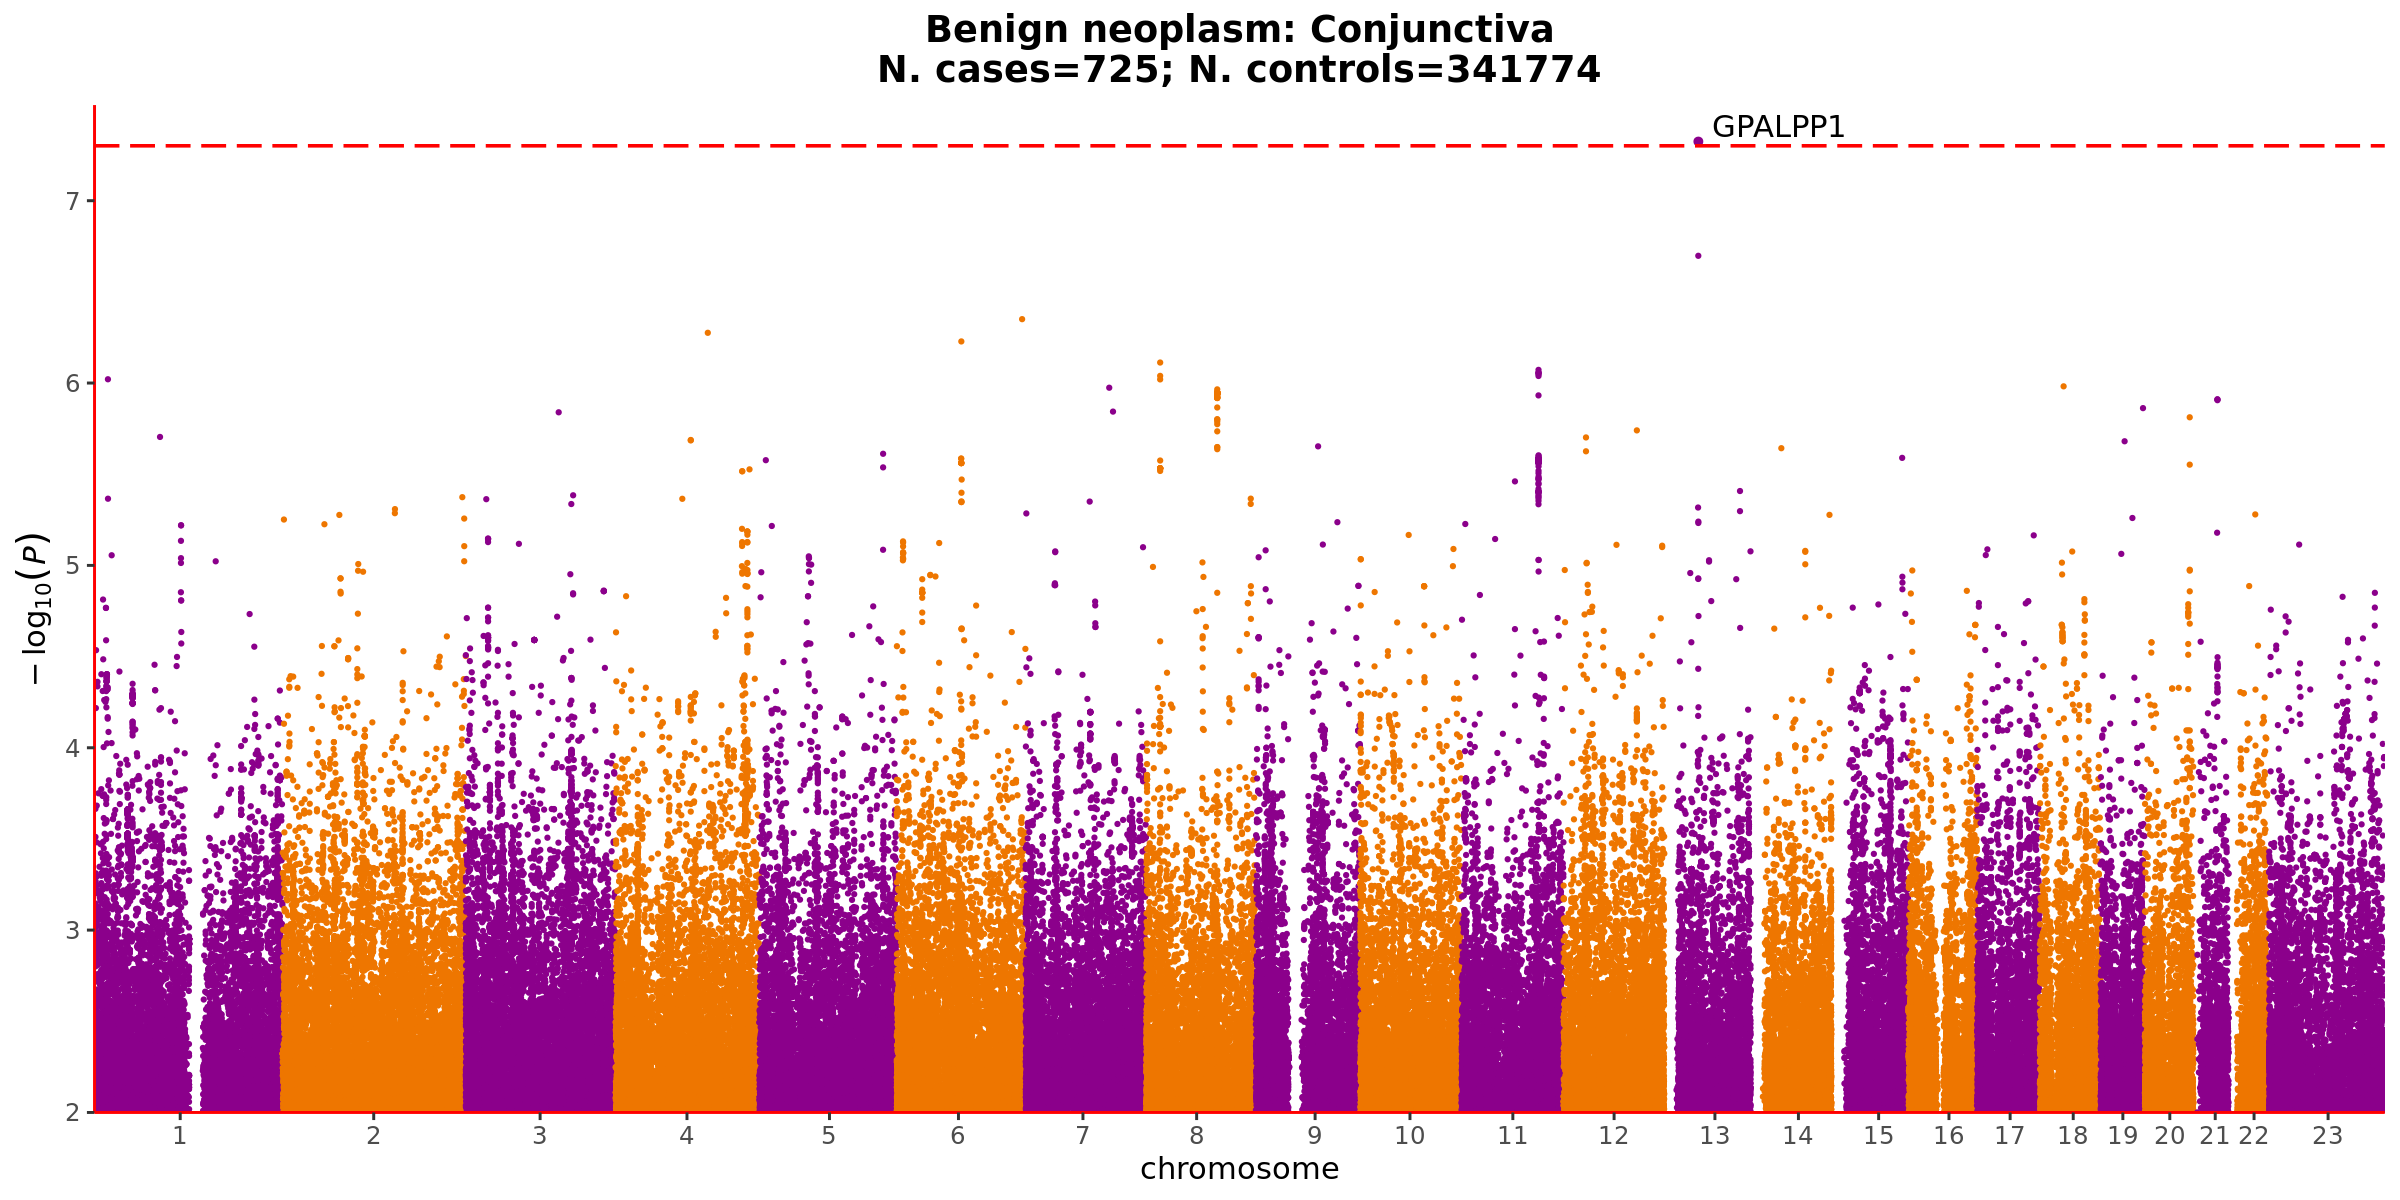 Benign neoplasm: Conjunctiva
N. cases=725; N. controls=341774
GPALPP1
7
6
5
4
3
2
− log10(P)
1 2 3 4 5 6 7 8 9 10 11 12 13 14 15 16 17 18 19 20 21 22 23
chromosome